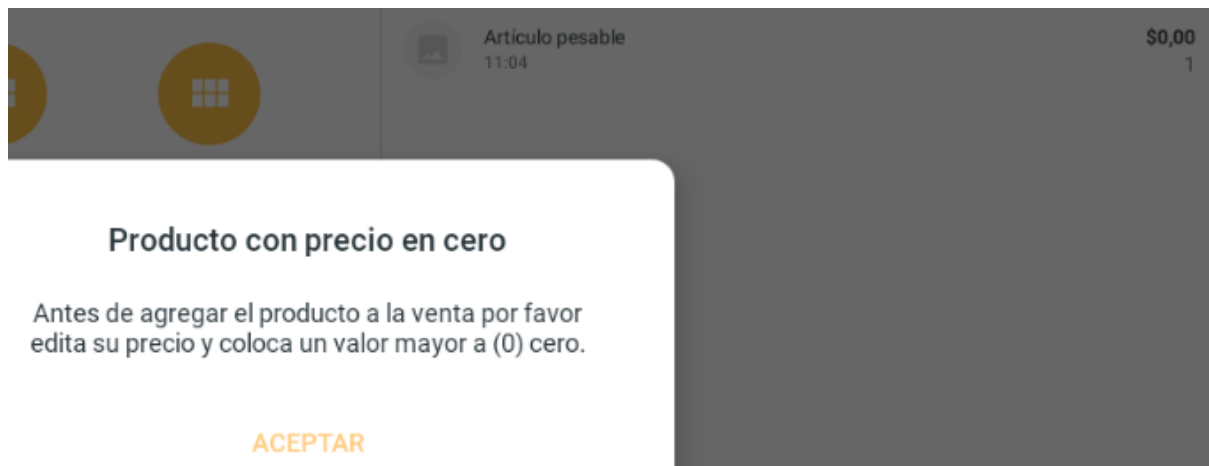 Artículo pesable
$0,00
11:04
1
Producto con precio en cero
Antes de agregar el producto a la venta por favor
edita su precio y coloca un valor mayor a (0) cero.
ACEPTAR